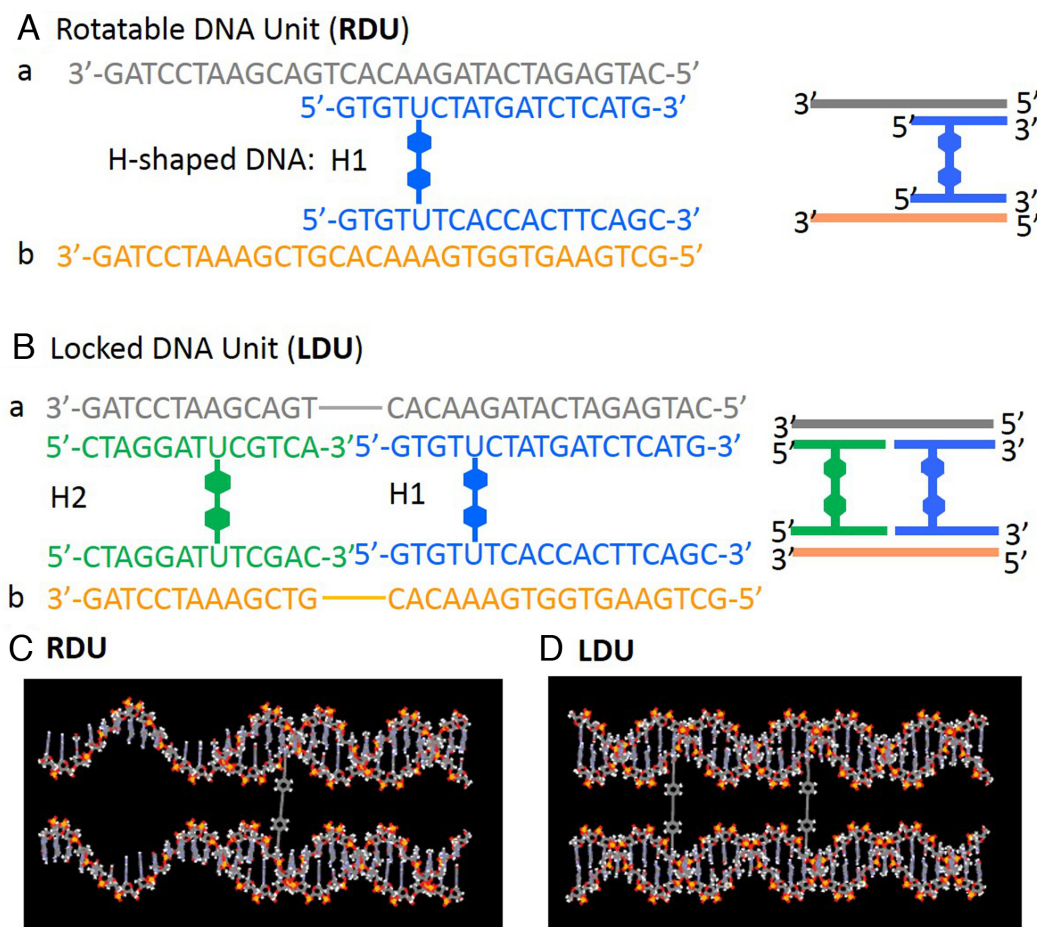 A Rotatable DNA Unit (RDU)
a 3’-GATCCTAAGCAGTCACAAGATACTAGAGTAC-5’
5’-GTGTUCTATGATCTCATG-3’
H-shaped DNA: H1
5’-GTGTUTCACCACTTCAGC-3’
b 3’-GATCCTAAAGCTGCACAAAGTGGTGAAGTCG-5’
3’ 5’
5’ 3’
5’ 3’
3’ 5’
B Locked DNA Unit (LDU)
a 3’-GATCCTAAGCAGT CACAAGATACTAGAGTAC-5’
5’-CTAGGATUCGTCA-3’ 5’-GTGTUCTATGATCTCATG-3’
H2 H1
5’-CTAGGATUTCGAC-3’ 5’-GTGTUTCACCACTTCAGC-3’
b 3’-GATCCTAAAGCTG CACAAAGTGGTGAAGTCG-5’
3’ 5’
5’ 3’
5’ 3’
3’ 5’
C RDU
D LDU